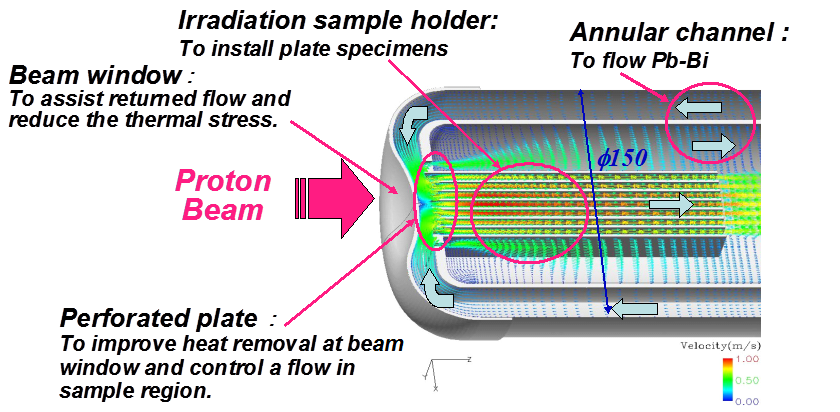 Irradiation sample holder:
To install plate specimens
Annular channel :
To flow Pb-Bi
Beam window :
To assist returned flow and
reduce the thermal stress.
ϕ150
Proton
Beam
Perforated plate :
To improve heat removal at beam
window and control a flow in
sample region.
Velocity(m/s)
1.00
0.50
0.00
Z
Y
X